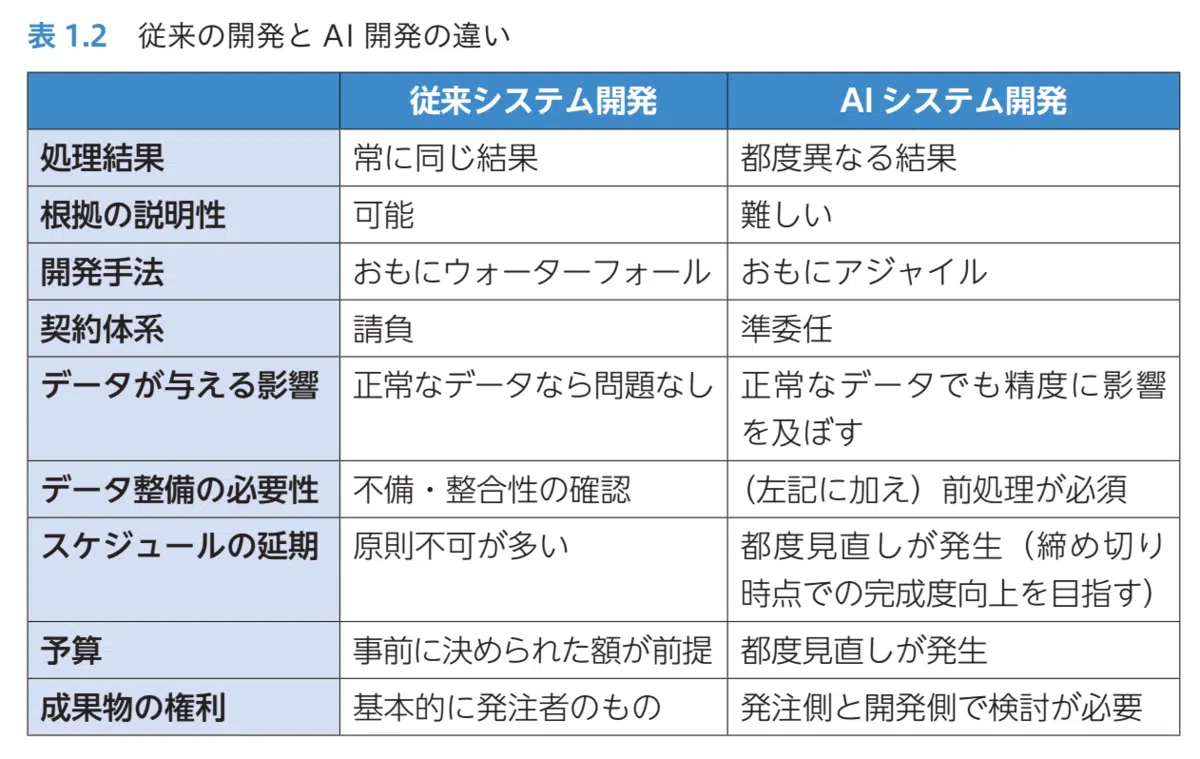 表 1.2 従来の開発と AI 開発の違い
従来システム開発 AI システム開発
処理結果 常に同じ結果 都度異なる結果
根拠の説明性 可能 難しい
開発手法 おもにウォーターフォール おもにアジャイル
契約体系 請負 準委任
データが与える影響 正常なデータなら問題なし 正常なデータでも精度に影響
を及ぼす
データ整備の必要性 不備・整合性の確認 （左記に加え）前処理が必須
スケジュールの延期 原則不可が多い 都度見直しが発生（締め切り
時点での完成度向上を目指す）
予算 事前に決められた額が前提 都度見直しが発生
成果物の権利 基本的に発注者のもの 発注側と開発側で検討が必要